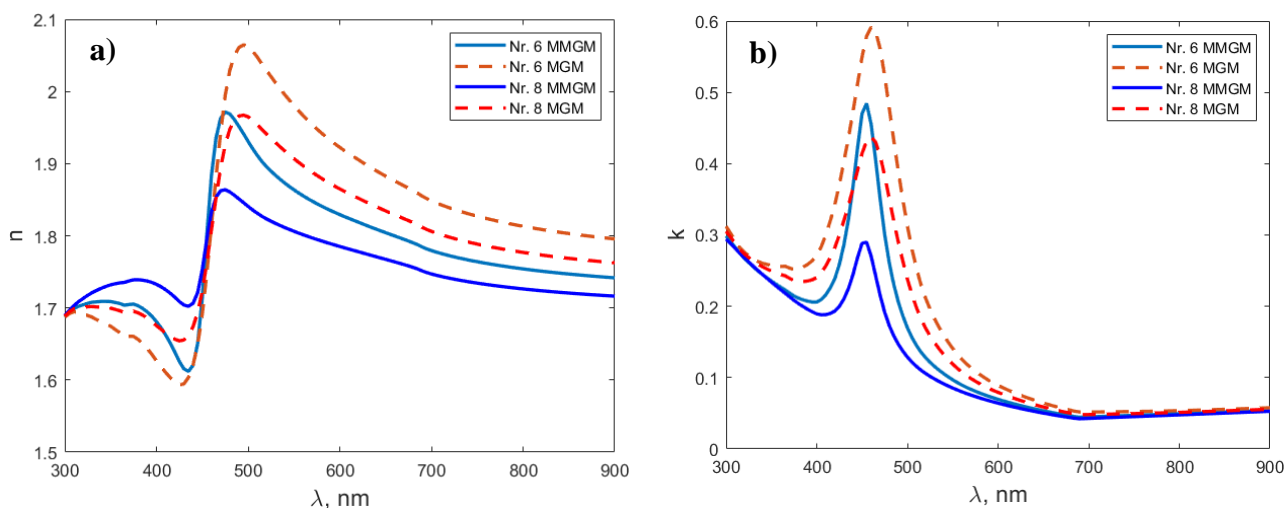 a)
2.1
2
1.9
1.8
1.7
1.6
1.5
n
300
400
500
600
700
800
900
λ, nm
Nr. 6 MMGM
Nr. 6 MGM
Nr. 8 MMGM
Nr. 8 MGM
b)
0.6
0.5
0.4
0.3
0.2
0.1
0
k
300
400
500
600
700
800
900
λ, nm
Nr. 6 MMGM
Nr. 6 MGM
Nr. 8 MMGM
Nr. 8 MGM